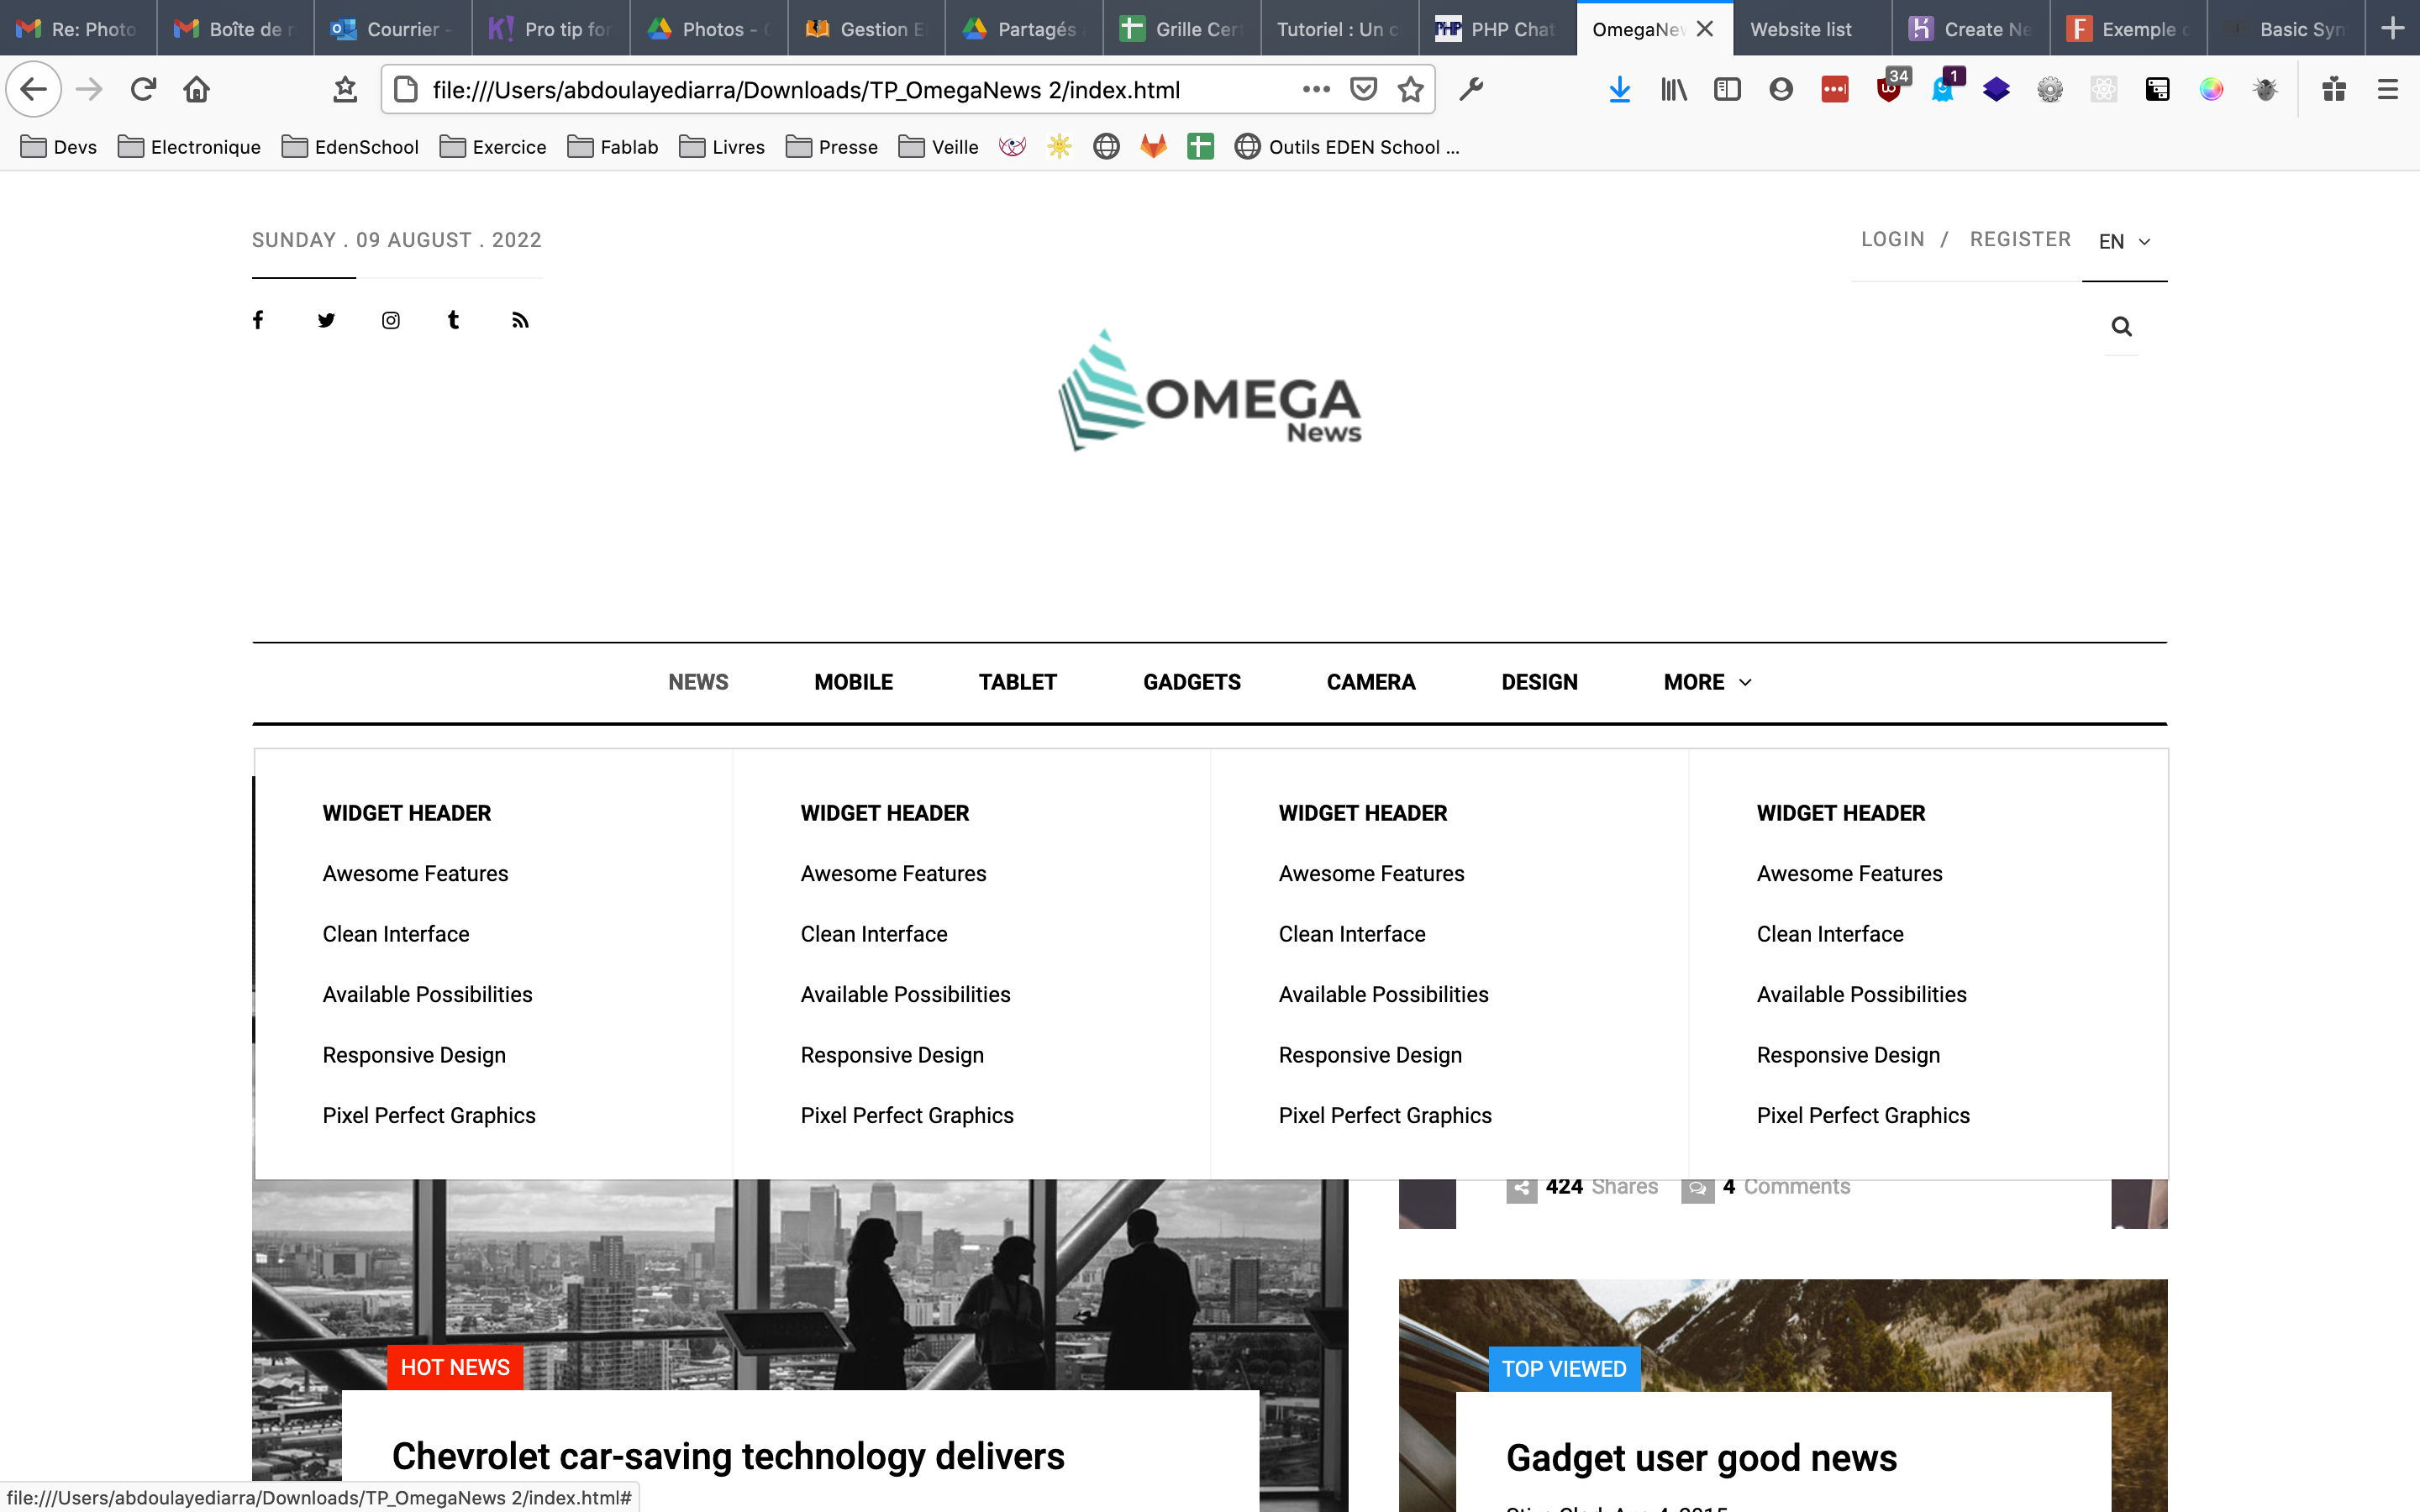 Re: Photo
Boîte de r
Courrier -
Pro tip for
Photos -
Gestion E
Partagés
Grille Cer
Tutoriel : Un c
PHP Chat
OmegaNew
Website list
Create Ne
Exemple
Basic Syn
file:///Users/abdoulayediarra/Downloads/TP_OmegaNews 2/index.html
34
1
Devs
Electronique
EdenSchool
Exercice
Fablab
Livres
Presse
Veille
Outils EDEN School ...
SUNDAY . 09 AUGUST . 2022
LOGIN / REGISTER
EN
OMEGA
News
NEWS
MOBILE
TABLET
GADGETS
CAMERA
DESIGN
MORE
WIDGET HEADER
Awesome Features
Clean Interface
Available Possibilities
Responsive Design
Pixel Perfect Graphics
WIDGET HEADER
Awesome Features
Clean Interface
Available Possibilities
Responsive Design
Pixel Perfect Graphics
WIDGET HEADER
Awesome Features
Clean Interface
Available Possibilities
Responsive Design
Pixel Perfect Graphics
WIDGET HEADER
Awesome Features
Clean Interface
Available Possibilities
Responsive Design
Pixel Perfect Graphics
424 Shares
4 Comments
HOT NEWS
Chevrolet car-saving technology delivers
TOP VIEWED
Gadget user good news
file:///Users/abdoulayediarra/Downloads/TP_OmegaNews 2/index.html#